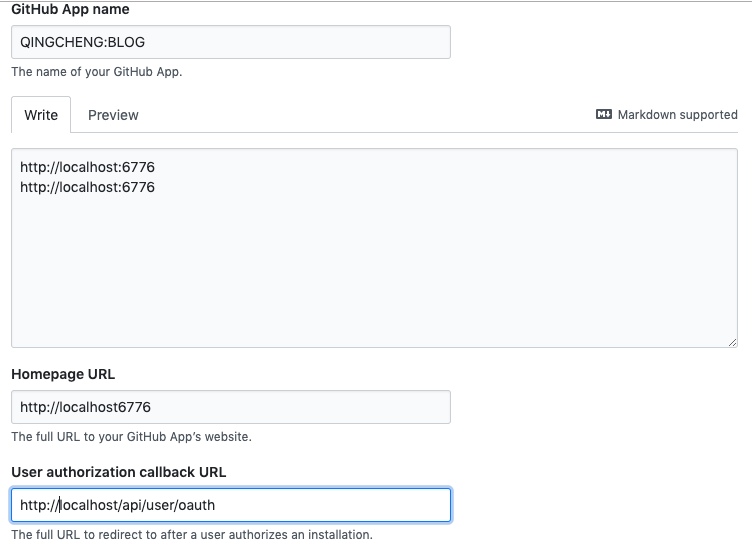 GitHub App name
QINGCHENG:BLOG
The name of your GitHub App.
Write Preview Markdown supported
http://localhost:6776
http://localhost:6776
Homepage URL
http://localhost6776
The full URL to your GitHub App's website.
User authorization callback URL
http://localhost/api/user/oauth
The full URL to redirect to after a user authorizes an installation.